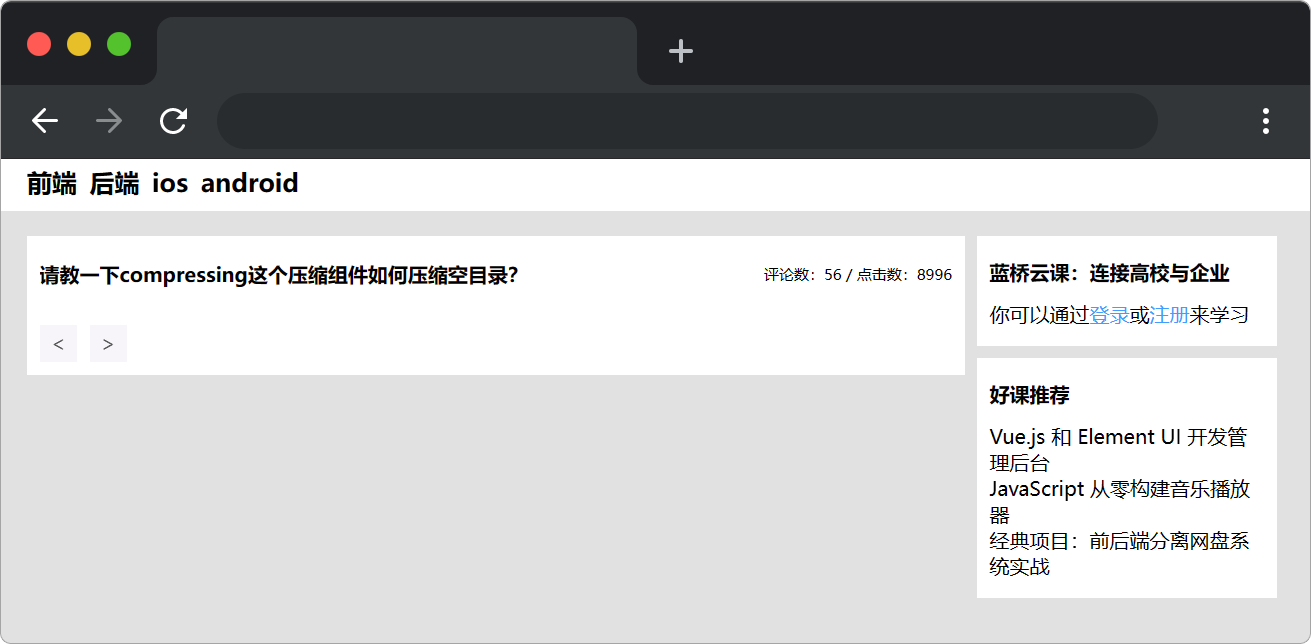 前端 后端 ios android
请教一下compressing这个压缩组件如何压缩空目录?
评论数：56 / 点击数：8996
< >
蓝桥云课：连接高校与企业
你可以通过登录或注册来学习
好课推荐
Vue.js 和 Element UI 开发管
理后台
JavaScript 从零构建音乐播放
器
经典项目：前后端分离网盘系
统实战